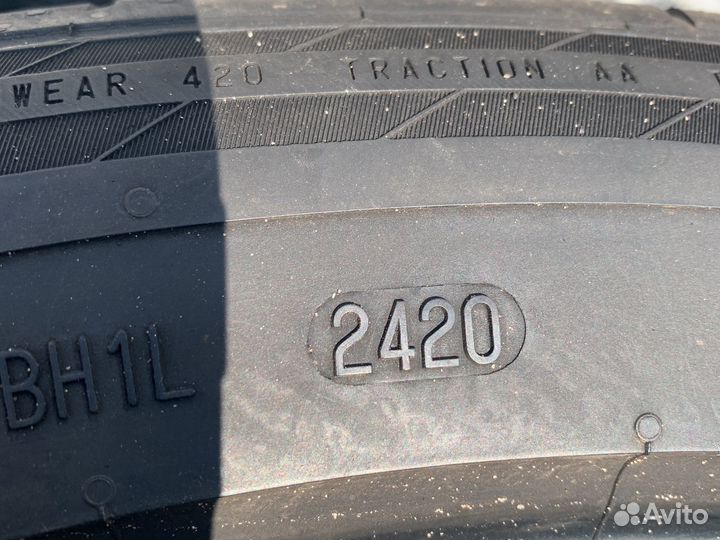 WEAR 420 TRACTION AA T
2420
BH1L
Avito